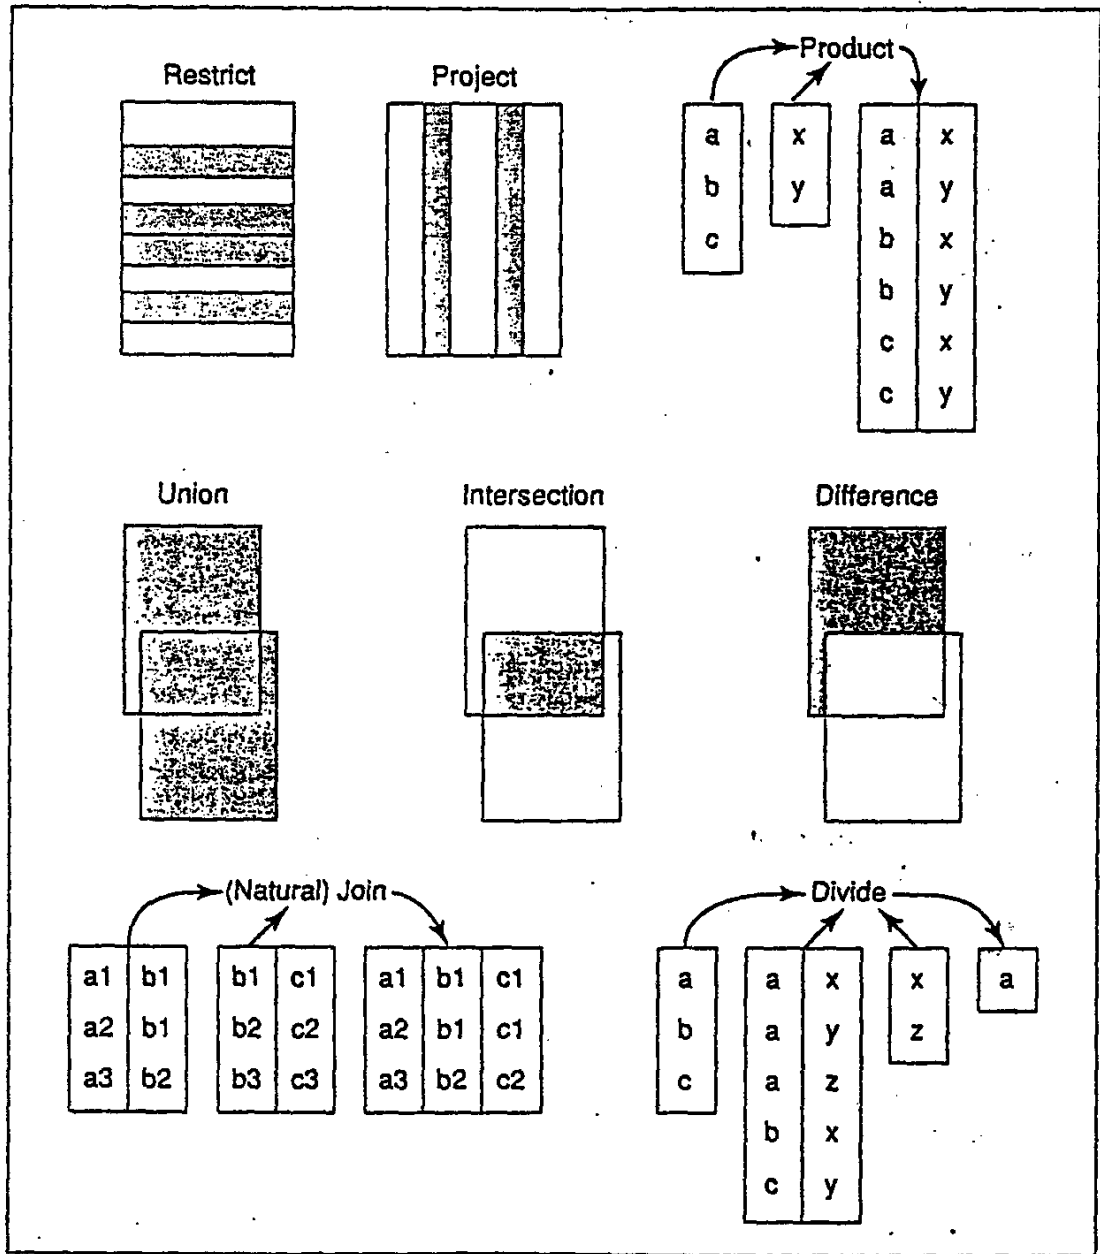 Restrict
Project
Product
a
b
c
x
y
a x
a y
b x
b y
c x
c y
Union
Intersection
Difference
(Natural) Join
a1 b1
a2 b1
a3 b2
b1 c1
b2 c2
b3 c3
a1 b1 c1
a2 b1 c1
a3 b2 c2
Divide
a
b
c
a x
a y
a z
b x
c y
x
z
a